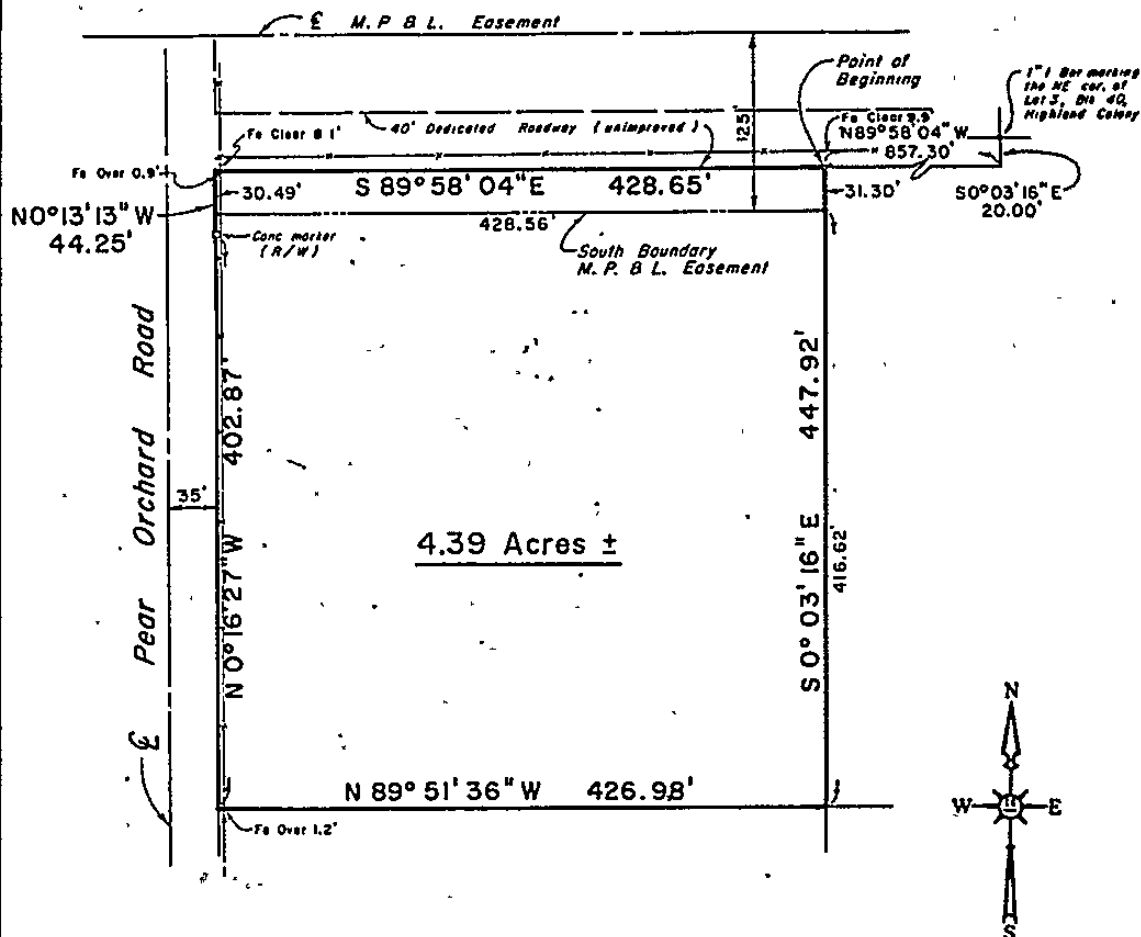 ℄ M. P & L. Easement
Point of
Beginning
1" I Bar marking
the NE cor. of
Lot 3, Blk 40,
Highland Colony
125'
Fe Clear 8.1'
40' Dedicated Roadway (unimproved)
Fe Clear 9.9'
N89°58'04"W
857.30'
Fe Over 0.9'
30.49'
S 89°58'04"E 428.65'
31.30'
S0°03'16"E
20.00'
N0°13'13"W
44.25'
428.56'
Conc marker
(R/W)
South Boundary
M. P. & L. Easement
℄ Pear Orchard Road
35'
N 0°16'27"W 402.87'
4.39 Acres ±
S 0°03'16"E 447.92'
416.62'
N 89°51'36"W 426.98'
Fe Over 1.2'
N
W
E
S